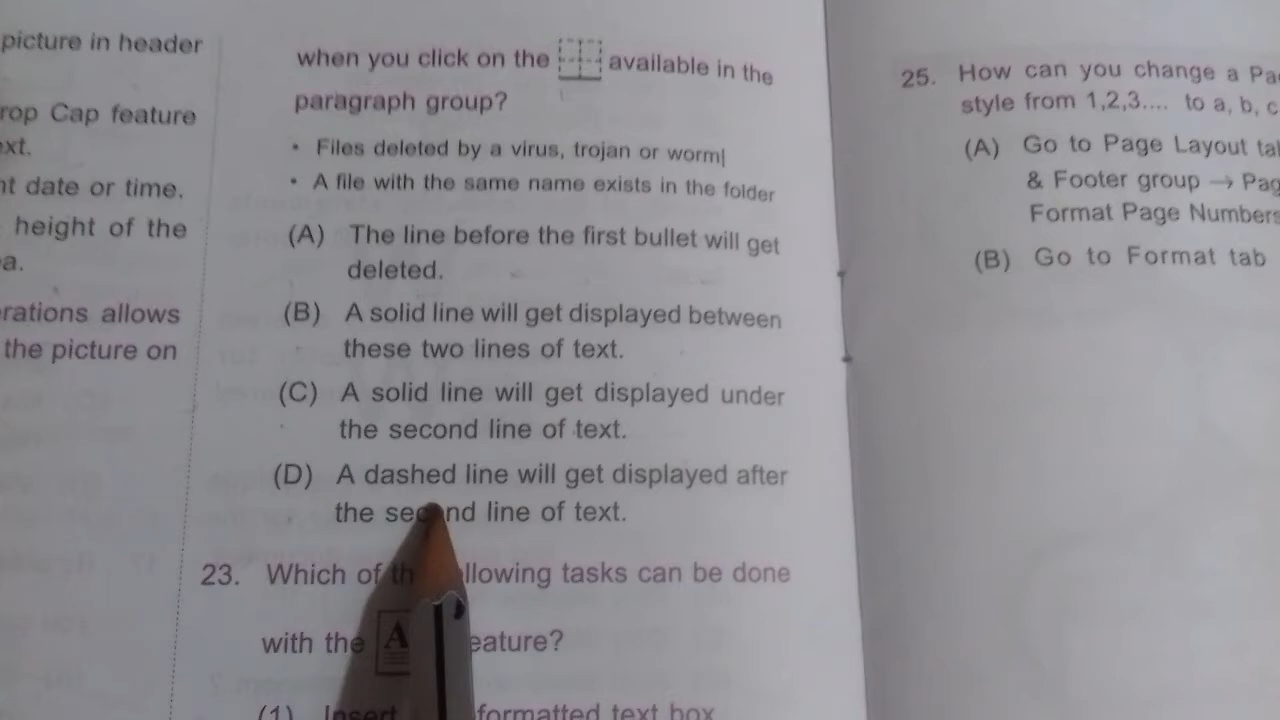 picture in header
rop Cap feature
ext.
nt date or time.
height of the
a.
rations allows
the picture on
when you click on the available in the
paragraph group?
• Files deleted by a virus, trojan or worm|
• A file with the same name exists in the folder
(A) The line before the first bullet will get
deleted.
(B) A solid line will get displayed between
these two lines of text.
(C) A solid line will get displayed under
the second line of text.
(D) A dashed line will get displayed after
the second line of text.
23. Which of th llowing tasks can be done
with the A eature?
(1) Insert formatted text box
25. How can you change a Pa
style from 1,2,3.... to a, b, c
(A) Go to Page Layout ta
& Footer group → Pag
Format Page Numbers
(B) Go to Format tab